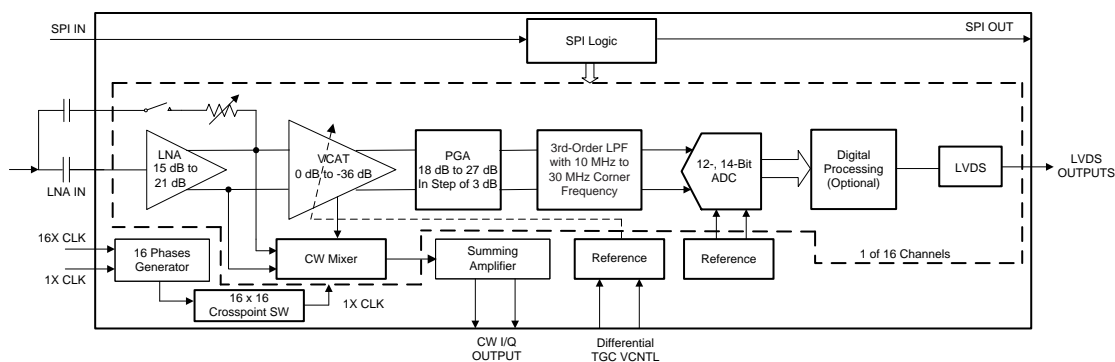 SPI IN
SPI Logic
SPI OUT
LNA
15 dB to
21 dB
VCAT
0 dB to -36 dB
PGA
18 dB to 27 dB
In Step of 3 dB
3rd-Order LPF
with 10 MHz to
30 MHz Corner
Frequency
12-, 14-Bit
ADC
Digital
Processing
(Optional)
LVDS
LVDS
OUTPUTS
LNA IN
16X CLK
1X CLK
16 Phases
Generator
CW Mixer
Summing
Amplifier
Reference
Reference
1 of 16 Channels
16 x 16
Crosspoint SW
1X CLK
CW I/Q
OUTPUT
Differential
TGC VCNTL